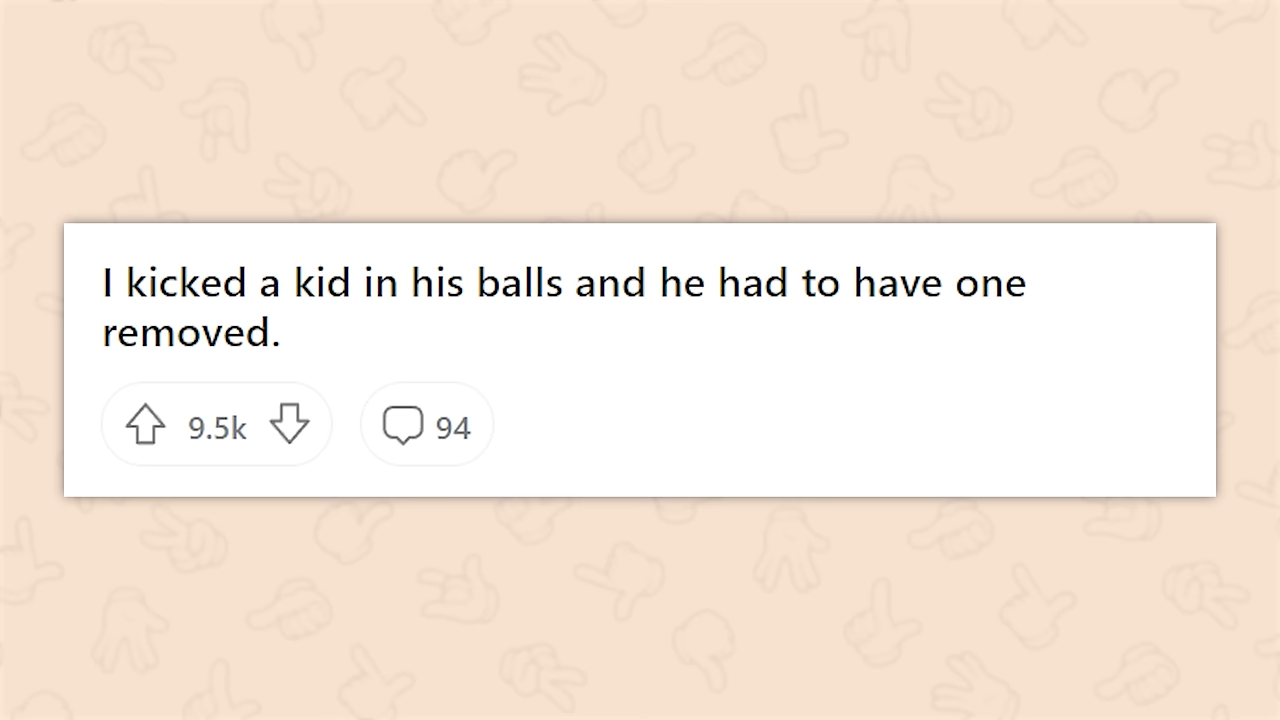 I kicked a kid in his balls and he had to have one
removed.
9.5k 94